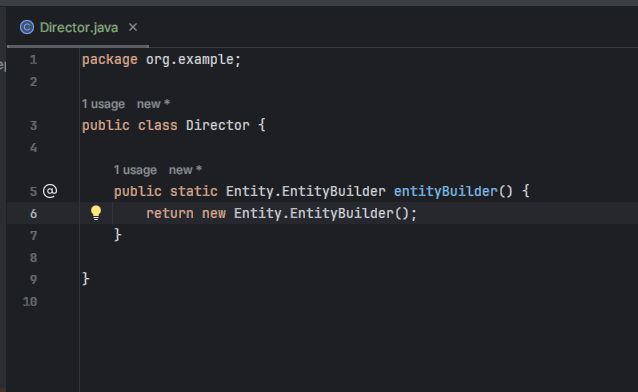 Director.java
1 package org.example;
2
1 usage new *
3 public class Director {
4
1 usage new *
5 public static Entity.EntityBuilder entityBuilder() {
6 return new Entity.EntityBuilder();
7 }
8
9 }
10